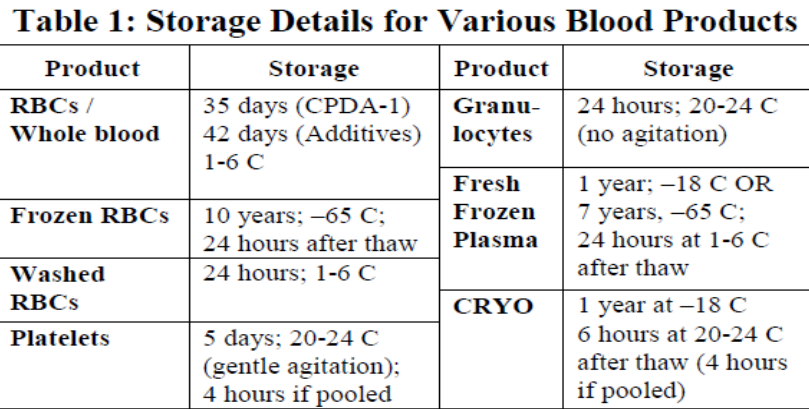 Table 1: Storage Details for Various Blood Products
Product
Storage
RBCs /
Whole blood
35 days (CPDA-1)
42 days (Additives)
1-6 C
Frozen RBCs
10 years; –65 C;
24 hours after thaw
Washed
RBCs
24 hours; 1-6 C
Platelets
5 days; 20-24 C
(gentle agitation);
4 hours if pooled
Product
Storage
Granu-
locytes
24 hours; 20-24 C
(no agitation)
Fresh
Frozen
Plasma
1 year; –18 C OR
7 years, –65 C;
24 hours at 1-6 C
after thaw
CRYO
1 year at –18 C
6 hours at 20-24 C
after thaw (4 hours
if pooled)